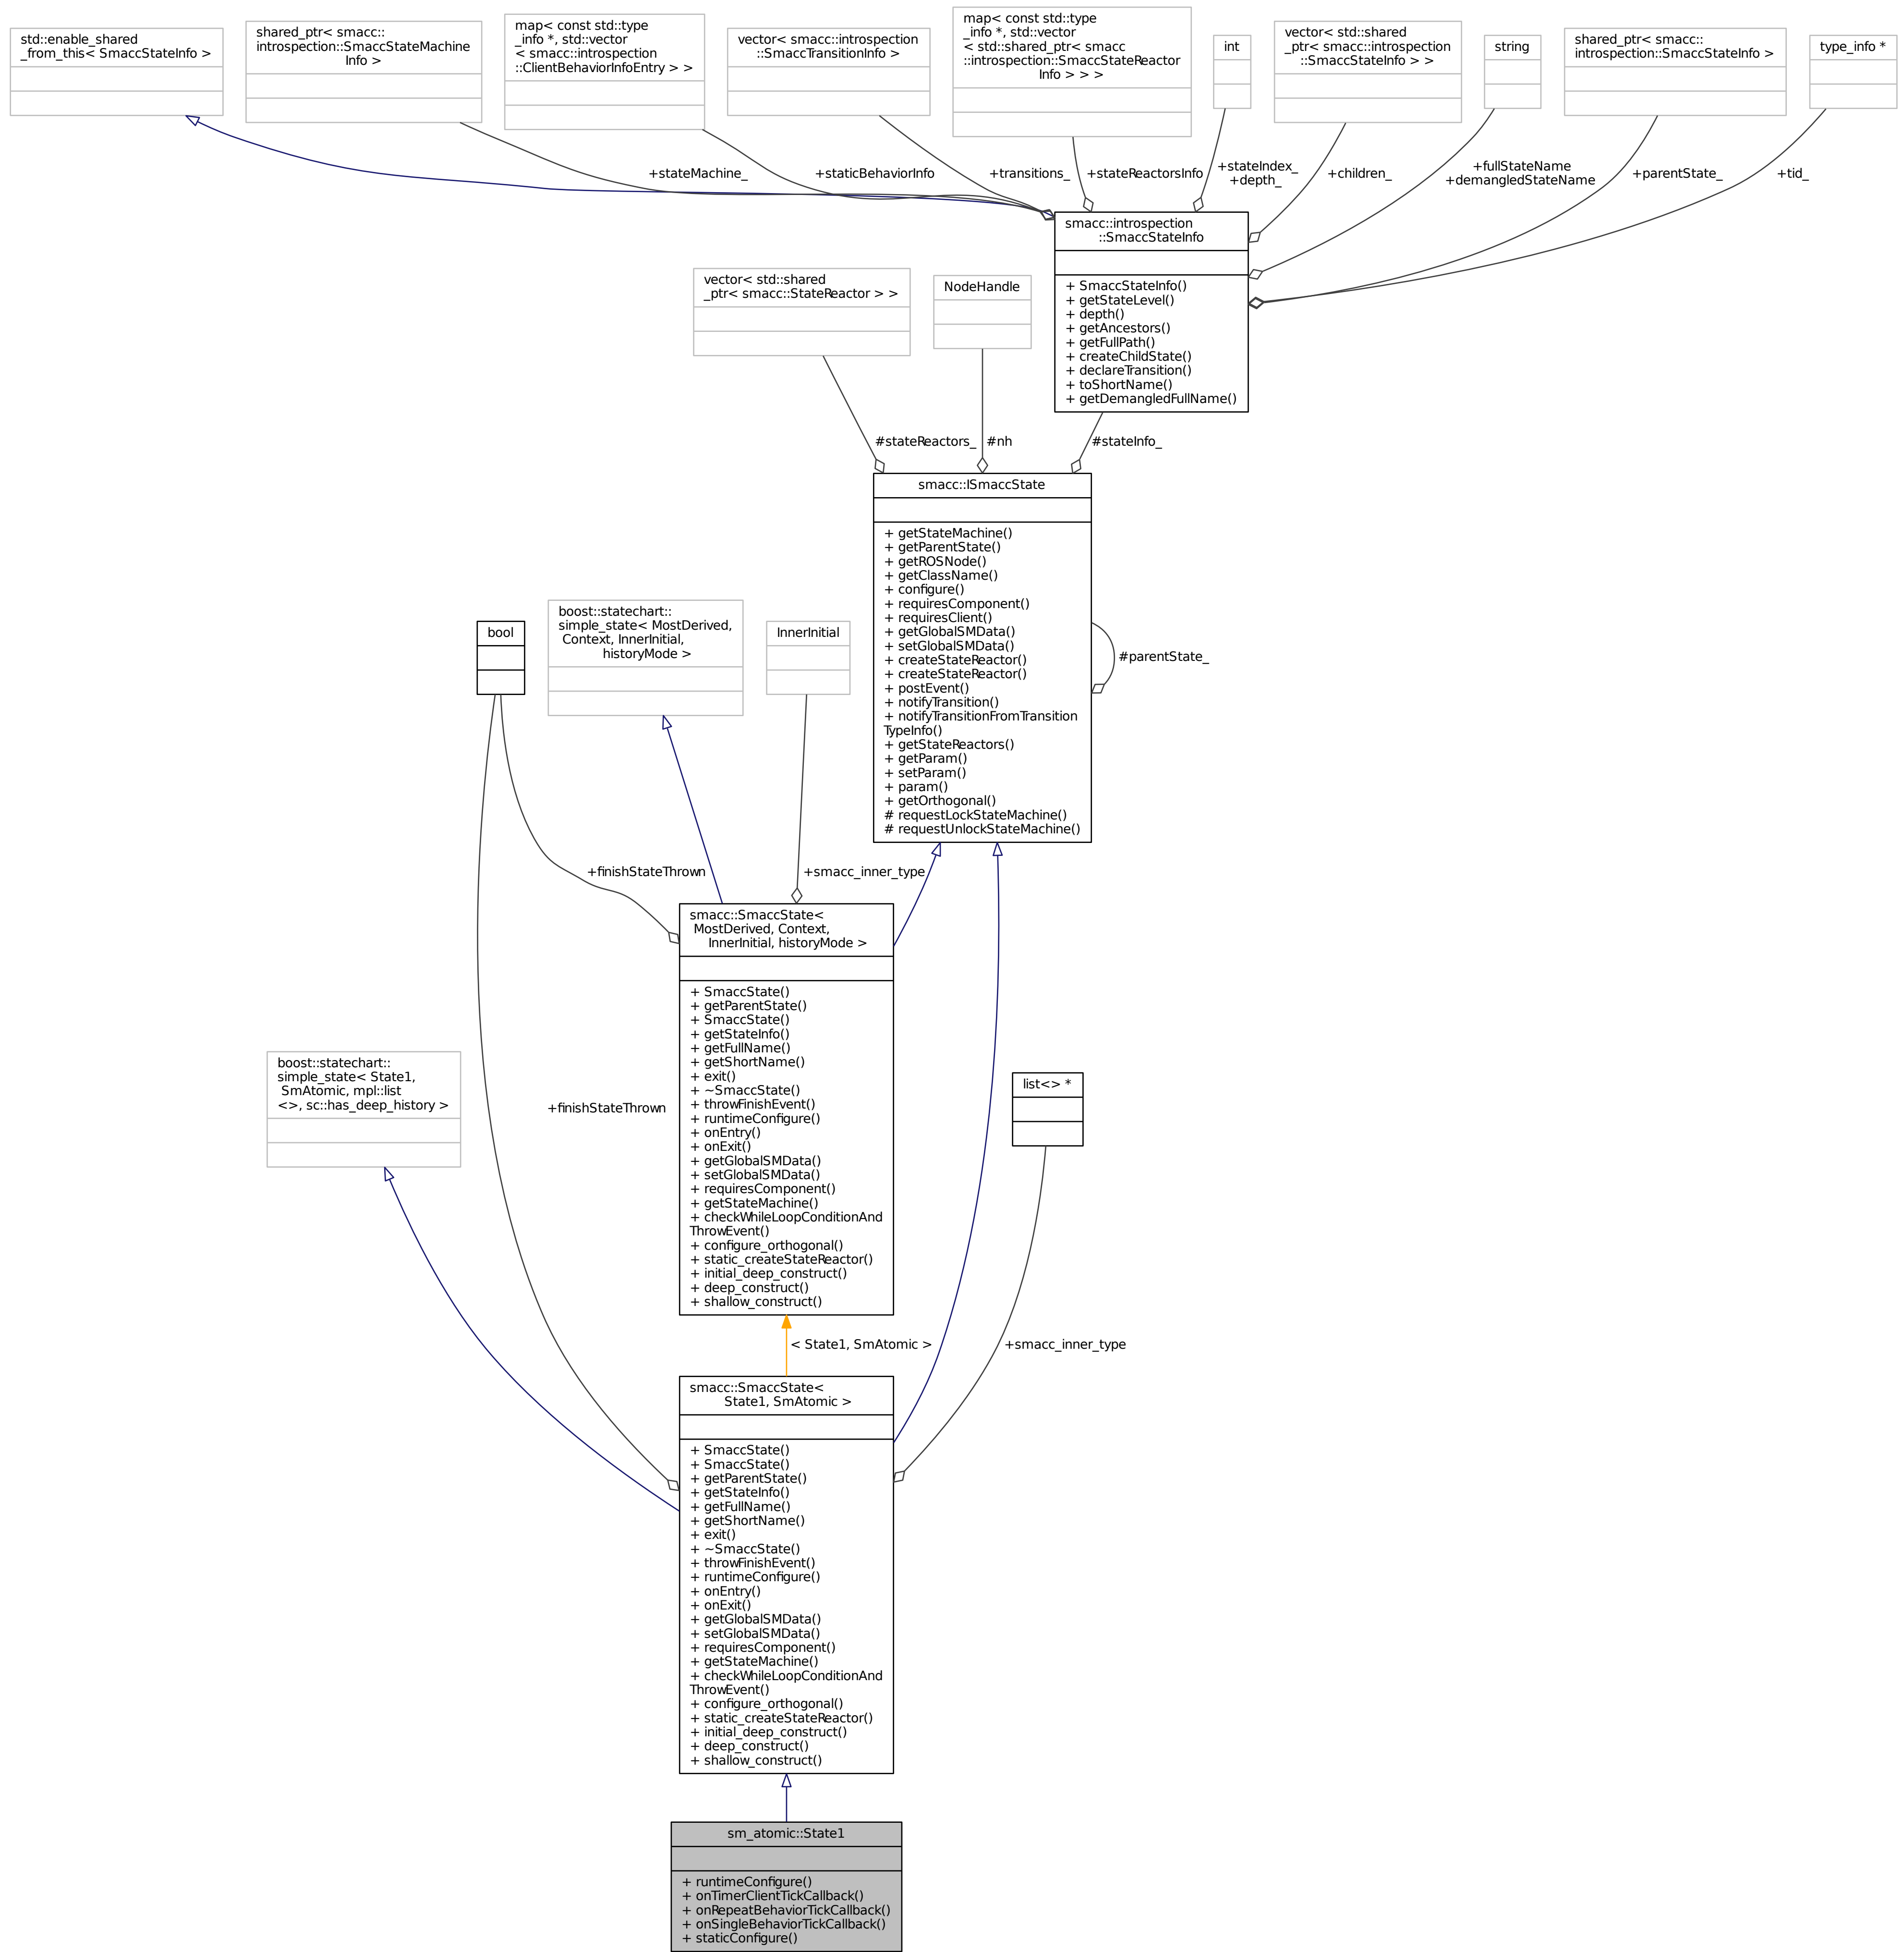 std::enable_shared
_from_this< SmaccStateInfo >
shared_ptr< smacc::
introspection::SmaccStateMachine
Info >
map< const std::type
_info *, std::vector
< smacc::introspection
::ClientBehaviorInfoEntry > >
vector< smacc::introspection
::SmaccTransitionInfo >
map< const std::type
_info *, std::vector
< std::shared_ptr< smacc
::introspection::SmaccStateReactor
Info > > >
int
vector< std::shared
_ptr< smacc::introspection
::SmaccStateInfo > >
string
shared_ptr< smacc::
introspection::SmaccStateInfo >
type_info *
+stateMachine_
+staticBehaviorInfo
+transitions_
+stateReactorsInfo
+stateIndex_
+depth_
+children_
+fullStateName
+demangledStateName
+parentState_
+tid_
smacc::introspection
::SmaccStateInfo
+ SmaccStateInfo()
+ getStateLevel()
+ depth()
+ getAncestors()
+ getFullPath()
+ createChildState()
+ declareTransition()
+ toShortName()
+ getDemangledFullName()
vector< std::shared
_ptr< smacc::StateReactor > >
NodeHandle
#stateReactors_
#nh
#stateInfo_
smacc::ISmaccState
+ getStateMachine()
+ getParentState()
+ getROSNode()
+ getClassName()
+ configure()
+ requiresComponent()
+ requiresClient()
+ getGlobalSMData()
+ setGlobalSMData()
+ createStateReactor()
+ createStateReactor()
+ postEvent()
+ notifyTransition()
+ notifyTransitionFromTransition
TypeInfo()
+ getStateReactors()
+ getParam()
+ setParam()
+ param()
+ getOrthogonal()
# requestLockStateMachine()
# requestUnlockStateMachine()
#parentState_
bool
boost::statechart::
simple_state< MostDerived,
Context, InnerInitial,
historyMode >
InnerInitial
+finishStateThrown
+smacc_inner_type
smacc::SmaccState<
MostDerived, Context,
InnerInitial, historyMode >
+ SmaccState()
+ getParentState()
+ SmaccState()
+ getStateInfo()
+ getFullName()
+ getShortName()
+ exit()
+ ~SmaccState()
+ throwFinishEvent()
+ runtimeConfigure()
+ onEntry()
+ onExit()
+ getGlobalSMData()
+ setGlobalSMData()
+ requiresComponent()
+ getStateMachine()
+ checkWhileLoopConditionAnd
ThrowEvent()
+ configure_orthogonal()
+ static_createStateReactor()
+ initial_deep_construct()
+ deep_construct()
+ shallow_construct()
boost::statechart::
simple_state< State1,
SmAtomic, mpl::list
<>, sc::has_deep_history >
+finishStateThrown
list<> *
< State1, SmAtomic >
+smacc_inner_type
smacc::SmaccState<
State1, SmAtomic >
+ SmaccState()
+ SmaccState()
+ getParentState()
+ getStateInfo()
+ getFullName()
+ getShortName()
+ exit()
+ ~SmaccState()
+ throwFinishEvent()
+ runtimeConfigure()
+ onEntry()
+ onExit()
+ getGlobalSMData()
+ setGlobalSMData()
+ requiresComponent()
+ getStateMachine()
+ checkWhileLoopConditionAnd
ThrowEvent()
+ configure_orthogonal()
+ static_createStateReactor()
+ initial_deep_construct()
+ deep_construct()
+ shallow_construct()
sm_atomic::State1
+ runtimeConfigure()
+ onTimerClientTickCallback()
+ onRepeatBehaviorTickCallback()
+ onSingleBehaviorTickCallback()
+ staticConfigure()